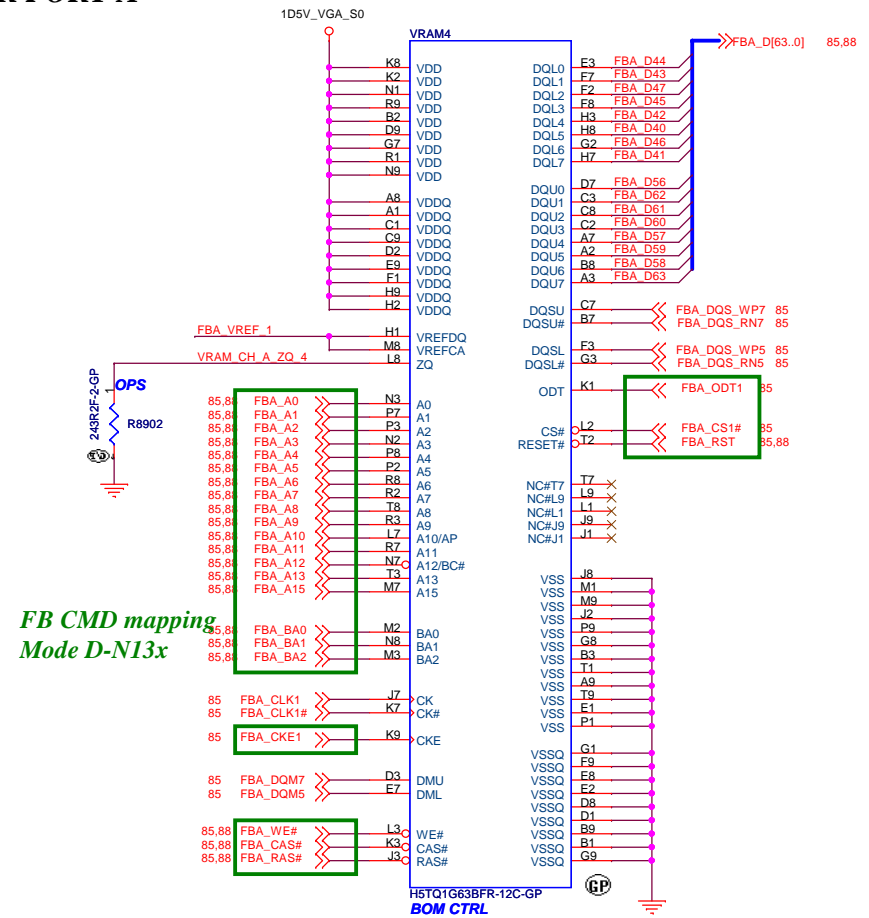 1D5V_VGA_S0
VRAM4
FBA_D[63..0] 85,88
K8 VDD
K2 VDD
N1 VDD
R9 VDD
B2 VDD
D9 VDD
G7 VDD
R1 VDD
N9 VDD
A8 VDDQ
A1 VDDQ
C1 VDDQ
C9 VDDQ
D2 VDDQ
E9 VDDQ
F1 VDDQ
H9 VDDQ
H2 VDDQ
FBA_VREF_1 H1 VREFDQ
M8 VREFCA
VRAM_CH_A_ZQ_4 L8 ZQ
243R2F-2-GP
OPS
R8902
85,88 FBA_A0 N3 A0
85,88 FBA_A1 P7 A1
85,88 FBA_A2 P3 A2
85,88 FBA_A3 N2 A3
85,88 FBA_A4 P8 A4
85,88 FBA_A5 P2 A5
85,88 FBA_A6 R8 A6
85,88 FBA_A7 R2 A7
85,88 FBA_A8 T8 A8
85,88 FBA_A9 R3 A9
85,88 FBA_A10 L7 A10/AP
85,88 FBA_A11 R7 A11
85,88 FBA_A12 N7 A12/BC#
85,88 FBA_A13 T3 A13
85,88 FBA_A15 M7 A15
FB CMD mapping
Mode D-N13x
85,88 FBA_BA0 M2 BA0
85,88 FBA_BA1 N8 BA1
85,88 FBA_BA2 M3 BA2
85 FBA_CLK1 J7 CK
85 FBA_CLK1# K7 CK#
85 FBA_CKE1 K9 CKE
85 FBA_DQM7 D3 DMU
85 FBA_DQM5 E7 DML
85,88 FBA_WE# L3 WE#
85,88 FBA_CAS# K3 CAS#
85,88 FBA_RAS# J3 RAS#
DQL0 E3 FBA_D44
DQL1 F7 FBA_D43
DQL2 F2 FBA_D47
DQL3 F8 FBA_D45
DQL4 H3 FBA_D42
DQL5 H8 FBA_D40
DQL6 G2 FBA_D46
DQL7 H7 FBA_D41
DQU0 D7 FBA_D56
DQU1 C3 FBA_D62
DQU2 C8 FBA_D61
DQU3 C2 FBA_D60
DQU4 A7 FBA_D57
DQU5 A2 FBA_D59
DQU6 B8 FBA_D58
DQU7 A3 FBA_D63
DQSU C7 FBA_DQS_WP7 85
DQSU# B7 FBA_DQS_RN7 85
DQSL F3 FBA_DQS_WP5 85
DQSL# G3 FBA_DQS_RN5 85
ODT K1 FBA_ODT1 85
CS# L2 FBA_CS1# 85
RESET# T2 FBA_RST 85,88
NC#T7 T7
NC#L9 L9
NC#L1 L1
NC#J9 J9
NC#J1 J1
VSS J8
VSS M1
VSS M9
VSS J2
VSS P9
VSS G8
VSS B3
VSS T1
VSS A9
VSS T9
VSS E1
VSS P1
VSSQ G1
VSSQ F9
VSSQ E8
VSSQ E2
VSSQ D8
VSSQ D1
VSSQ B9
VSSQ B1
VSSQ G9
GP
H5TQ1G63BFR-12C-GP
BOM CTRL